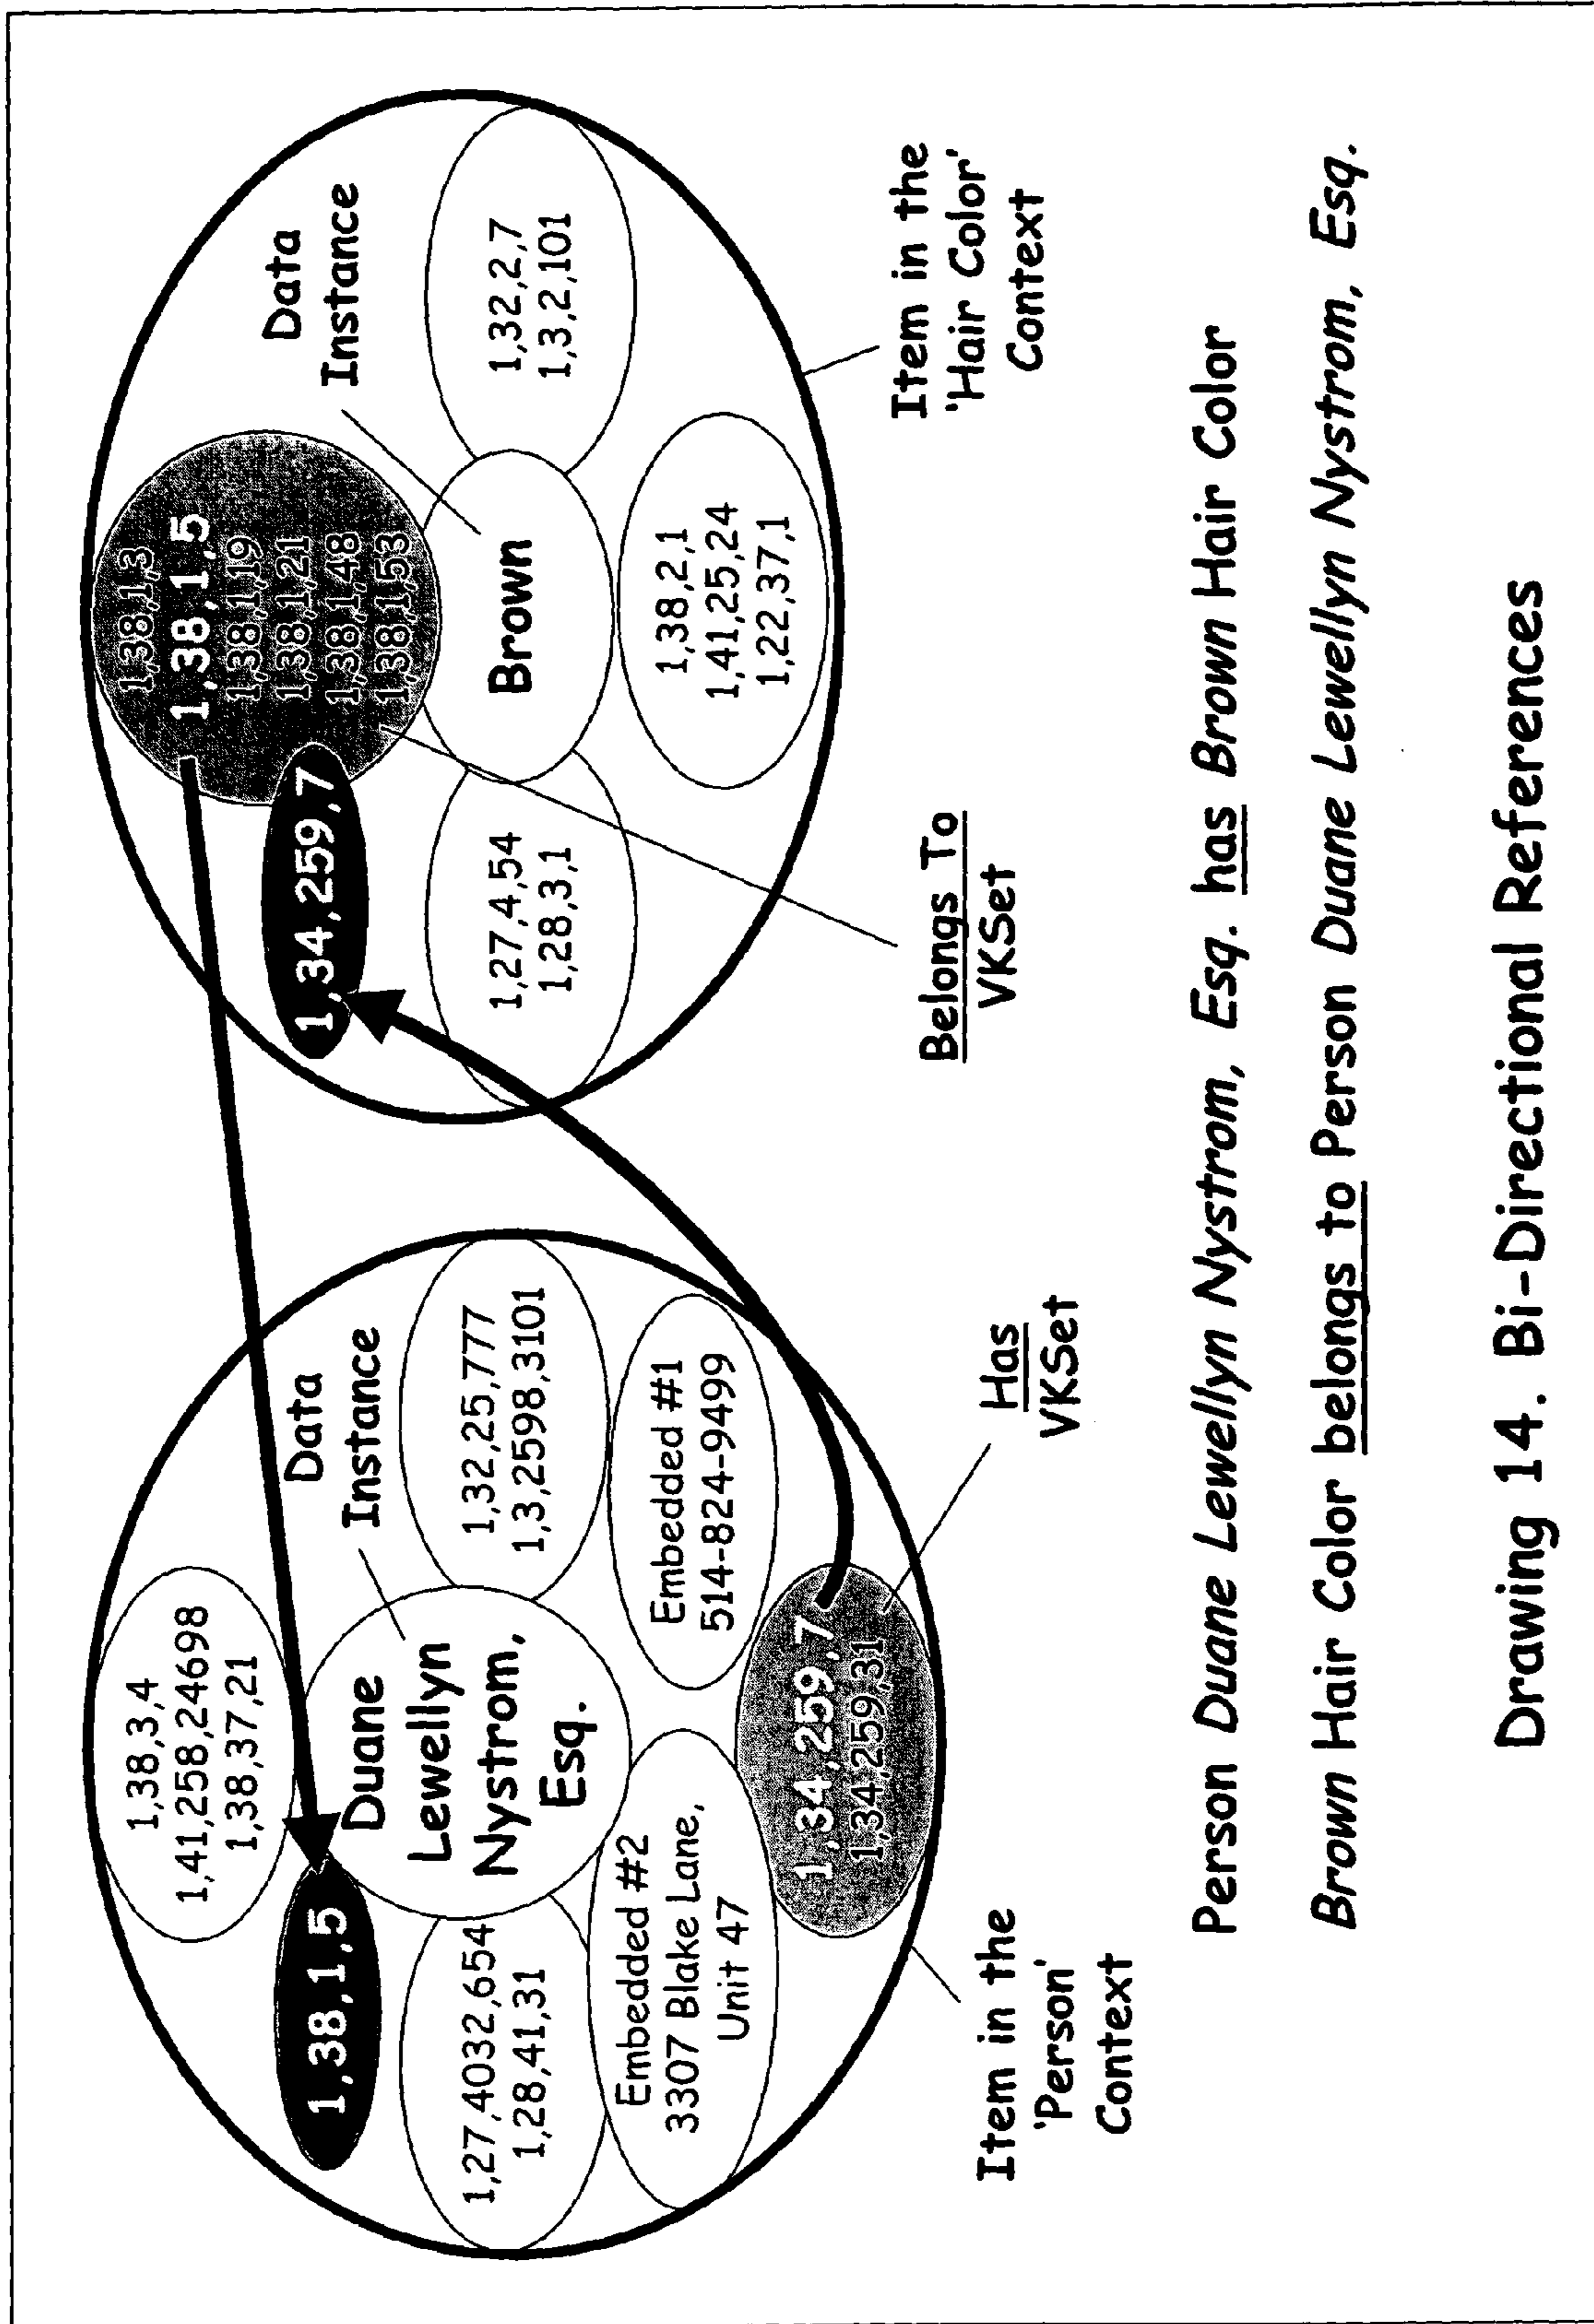 1,38,3,4
1,41,258,24698
1,38,37,21
1,38,1,5
Data
Instance
Duane
Lewellyn
Nystrom,
Esq.
1,27,4032,654
1,28,41,31
1,32,25,777
1,3,2598,3101
Embedded #2
3307 Blake Lane,
Unit 47
Embedded #1
514-824-9499
1,34,259,7
1,34,259,31
Item in the
'Person'
Context
Has
VKSet
1,38,1,3
1,38,1,5
1,38,1,19
1,38,1,21
1,38,1,48
1,38,1,53
1,34,259,7
Data
Instance
Brown
1,27,4,54
1,28,3,1
1,32,2,7
1,3,2,101
1,38,2,1
1,41,25,24
1,22,37,1
Belongs To
VKSet
Item in the
'Hair Color'
Context
Person Duane Lewellyn Nystrom, Esq. has Brown Hair Color
Brown Hair Color belongs to Person Duane Lewellyn Nystrom, Esq.
Drawing 14. Bi-Directional References